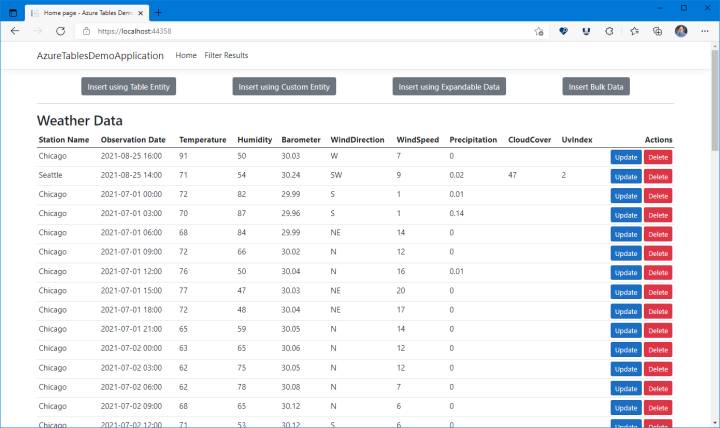 Home page - Azure Tables Demo
https://localhost:44358
AzureTablesDemoApplication Home Filter Results
Insert using Table Entity Insert using Custom Entity Insert using Expandable Data Insert Bulk Data
Weather Data
Station Name Observation Date Temperature Humidity Barometer WindDirection WindSpeed Precipitation CloudCover UvIndex Actions
Chicago 2021-08-25 16:00 91 50 30.03 W 7 0 Update Delete
Seattle 2021-08-25 14:00 71 54 30.24 SW 9 0.02 47 2 Update Delete
Chicago 2021-07-01 00:00 72 82 29.99 S 1 0.01 Update Delete
Chicago 2021-07-01 03:00 70 87 29.96 S 1 0.14 Update Delete
Chicago 2021-07-01 06:00 68 84 29.99 NE 14 0 Update Delete
Chicago 2021-07-01 09:00 72 66 30.02 N 12 0 Update Delete
Chicago 2021-07-01 12:00 76 50 30.04 N 16 0.01 Update Delete
Chicago 2021-07-01 15:00 77 47 30.03 NE 20 0 Update Delete
Chicago 2021-07-01 18:00 72 48 30.04 NE 17 0 Update Delete
Chicago 2021-07-01 21:00 65 59 30.05 N 14 0 Update Delete
Chicago 2021-07-02 00:00 63 65 30.06 N 12 0 Update Delete
Chicago 2021-07-02 03:00 62 75 30.05 N 12 0 Update Delete
Chicago 2021-07-02 06:00 62 78 30.08 N 7 0 Update Delete
Chicago 2021-07-02 09:00 68 65 30.12 N 6 0 Update Delete
Chicago 2021-07-02 12:00 71 53 30.12 S 6 0 Update Delete